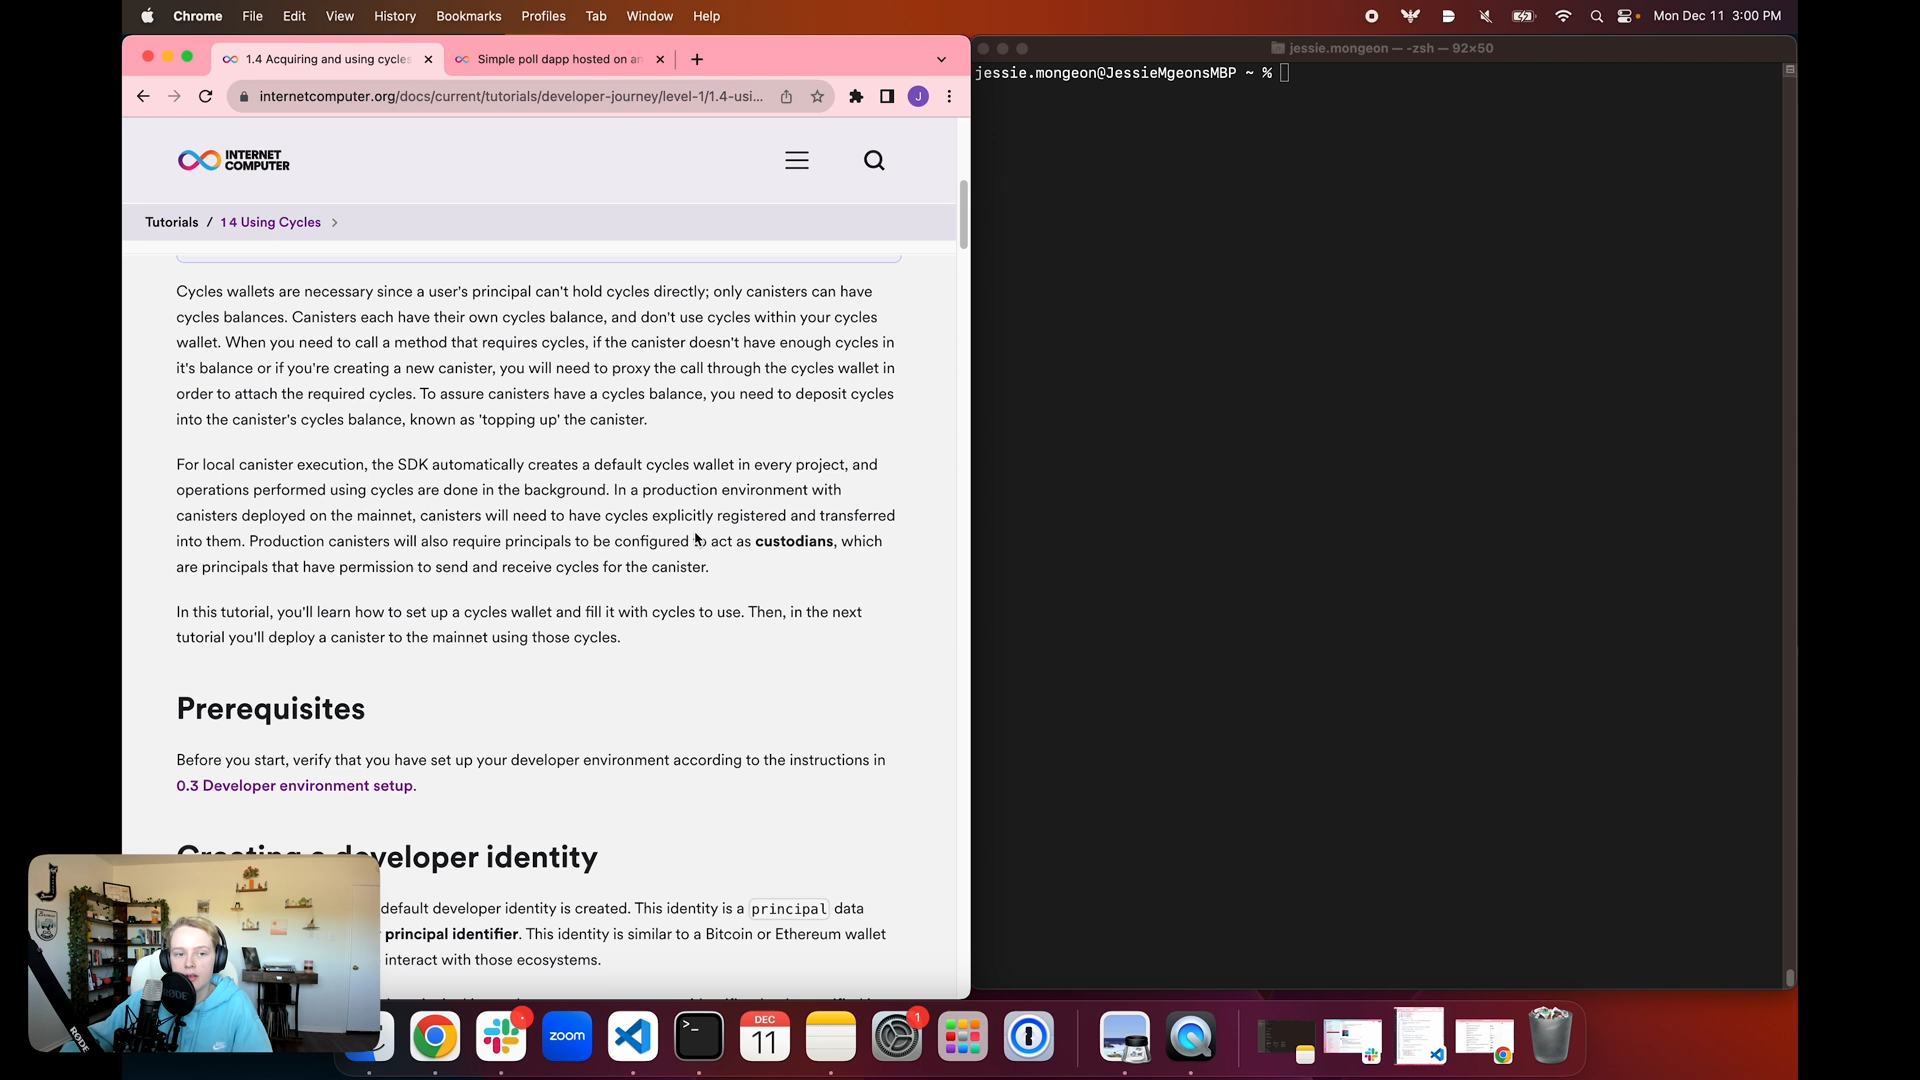 Chrome File Edit View History Bookmarks Profiles Tab Window Help
Mon Dec 11 3:00 PM
1.4 Acquiring and using cycles
Simple poll dapp hosted on an
jessie.mongeon — -zsh — 92×50
internetcomputer.org/docs/current/tutorials/developer-journey/level-1/1.4-usi...
J
jessie.mongeon@JessieMgeonsMBP ~ %
INTERNET
COMPUTER
Tutorials / 1 4 Using Cycles >
Cycles wallets are necessary since a user's principal can't hold cycles directly; only canisters can have
cycles balances. Canisters each have their own cycles balance, and don't use cycles within your cycles
wallet. When you need to call a method that requires cycles, if the canister doesn't have enough cycles in
it's balance or if you're creating a new canister, you will need to proxy the call through the cycles wallet in
order to attach the required cycles. To assure canisters have a cycles balance, you need to deposit cycles
into the canister's cycles balance, known as 'topping up' the canister.
For local canister execution, the SDK automatically creates a default cycles wallet in every project, and
operations performed using cycles are done in the background. In a production environment with
canisters deployed on the mainnet, canisters will need to have cycles explicitly registered and transferred
into them. Production canisters will also require principals to be configured to act as custodians, which
are principals that have permission to send and receive cycles for the canister.
In this tutorial, you'll learn how to set up a cycles wallet and fill it with cycles to use. Then, in the next
tutorial you'll deploy a canister to the mainnet using those cycles.
Prerequisites
Before you start, verify that you have set up your developer environment according to the instructions in
0.3 Developer environment setup.
Creating a developer identity
default developer identity is created. This identity is a principal data
principal identifier. This identity is similar to a Bitcoin or Ethereum wallet
interact with those ecosystems.
RØDE
RØDE
zoom
DEC
11
1